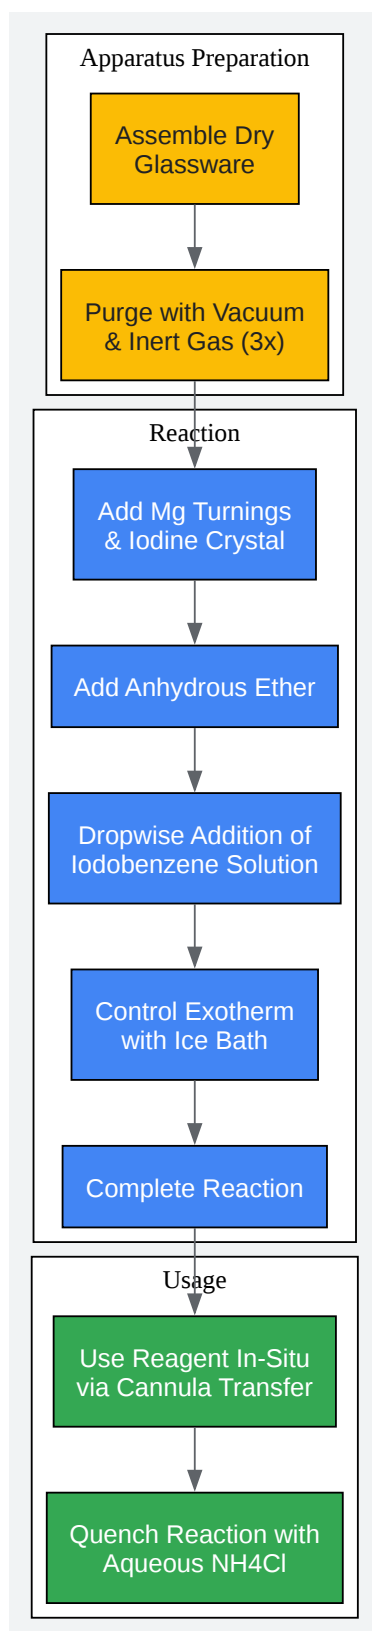 Apparatus Preparation
Assemble Dry
Glassware
Purge with Vacuum
& Inert Gas (3x)
Reaction
Add Mg Turnings
& Iodine Crystal
Add Anhydrous Ether
Dropwise Addition of
Iodobenzene Solution
Control Exotherm
with Ice Bath
Complete Reaction
Usage
Use Reagent In-Situ
via Cannula Transfer
Quench Reaction with
Aqueous NH4Cl